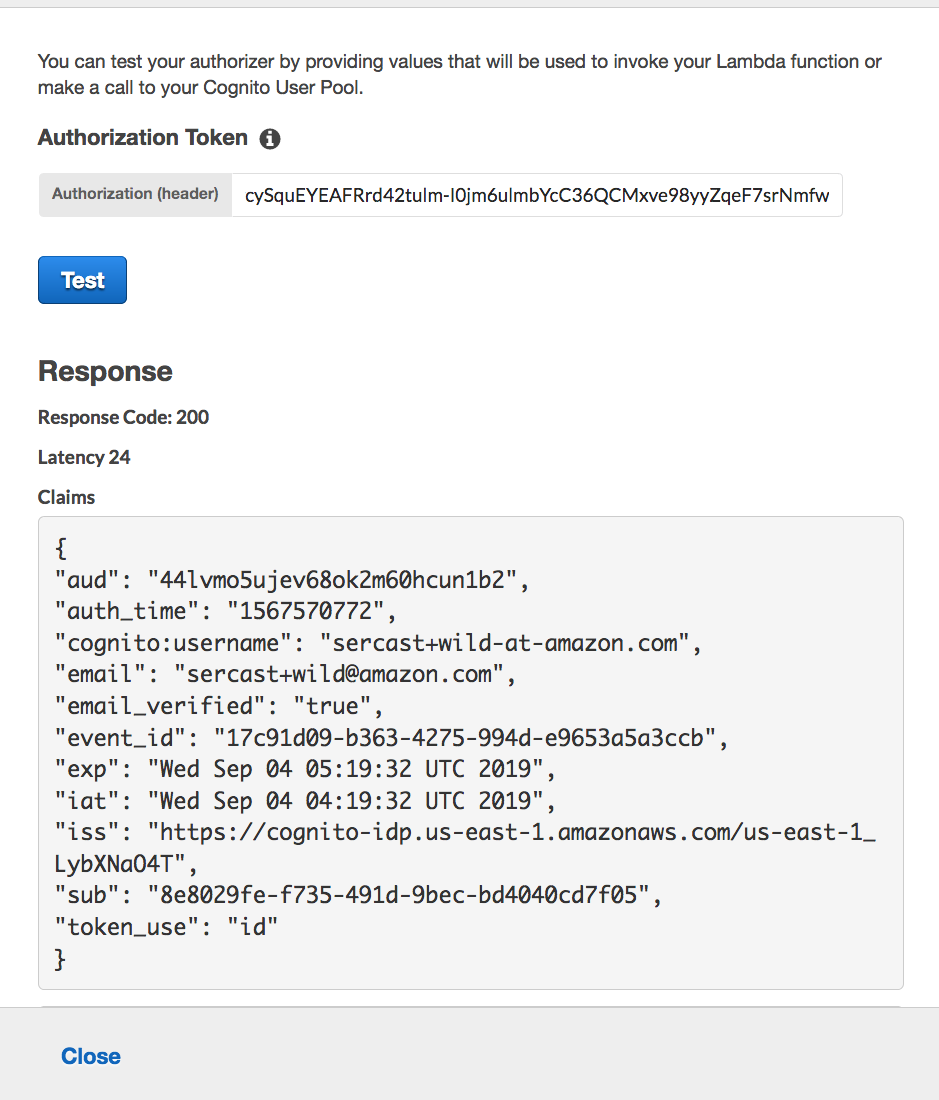 You can test your authorizer by providing values that will be used to invoke your Lambda function or
make a call to your Cognito User Pool.
Authorization Token
Authorization (header) cySquEYEAFRrd42tulm-l0jm6ulmbYcC36QCMxve98yyZqeF7srNmfw
Test
Response
Response Code: 200
Latency 24
Claims
{
"aud": "44lvmo5ujev68ok2m60hcun1b2",
"auth_time": "1567570772",
"cognito:username": "sercast+wild-at-amazon.com",
"email": "sercast+wild@amazon.com",
"email_verified": "true",
"event_id": "17c91d09-b363-4275-994d-e9653a5a3ccb",
"exp": "Wed Sep 04 05:19:32 UTC 2019",
"iat": "Wed Sep 04 04:19:32 UTC 2019",
"iss": "https://cognito-idp.us-east-1.amazonaws.com/us-east-1_
LybXNaO4T",
"sub": "8e8029fe-f735-491d-9bec-bd4040cd7f05",
"token_use": "id"
}
Close